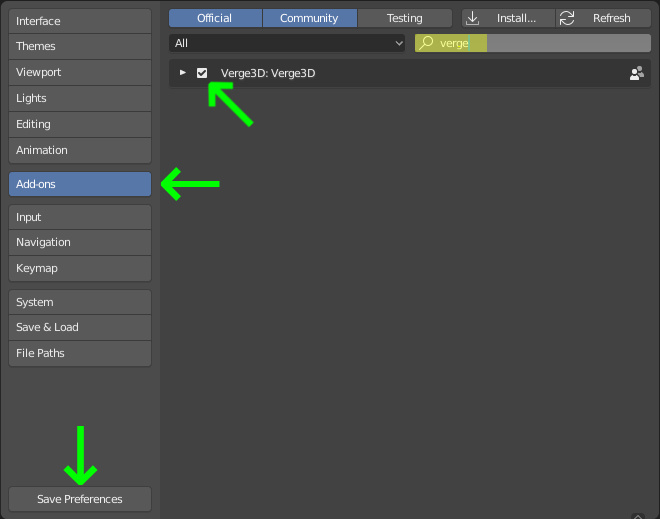 Interface
Themes
Viewport
Lights
Editing
Animation
Add-ons
Input
Navigation
Keymap
System
Save & Load
File Paths
Save Preferences
Official Community Testing Install... Refresh
All verge
Verge3D: Verge3D